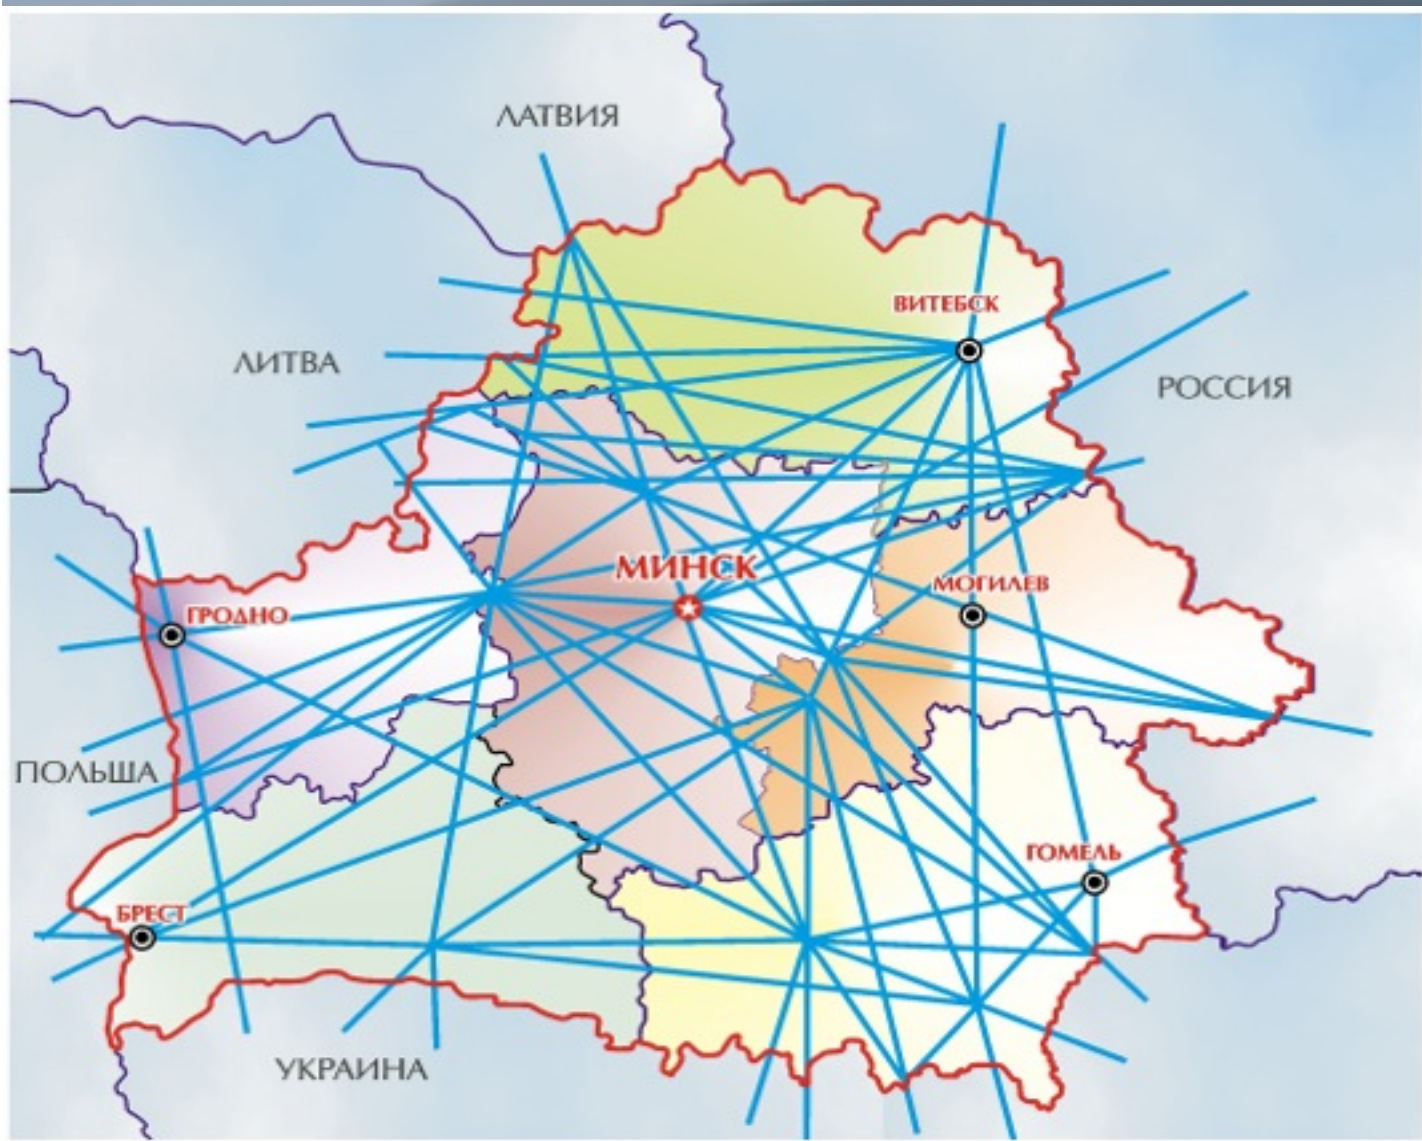 ЛАТВИЯ
ВИТЕБСК
ЛИТВА
РОССИЯ
МИНСК
МОГИЛЕВ
ГРОДНО
ПОЛЬША
ГОМЕЛЬ
БРЕСТ
УКРАИНА